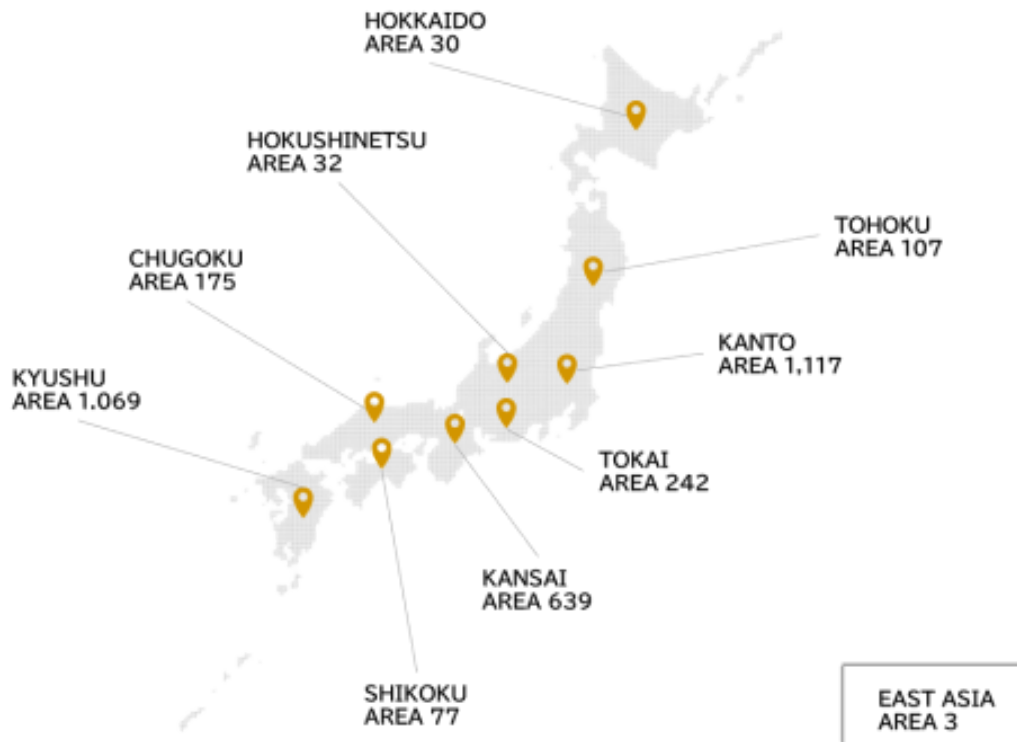 HOKKAIDO
AREA 30
HOKUSHINETSU
AREA 32
TOHOKU
AREA 107
CHUGOKU
AREA 175
KANTO
AREA 1,117
KYUSHU
AREA 1.069
TOKAI
AREA 242
KANSAI
AREA 639
SHIKOKU
AREA 77
EAST ASIA
AREA 3